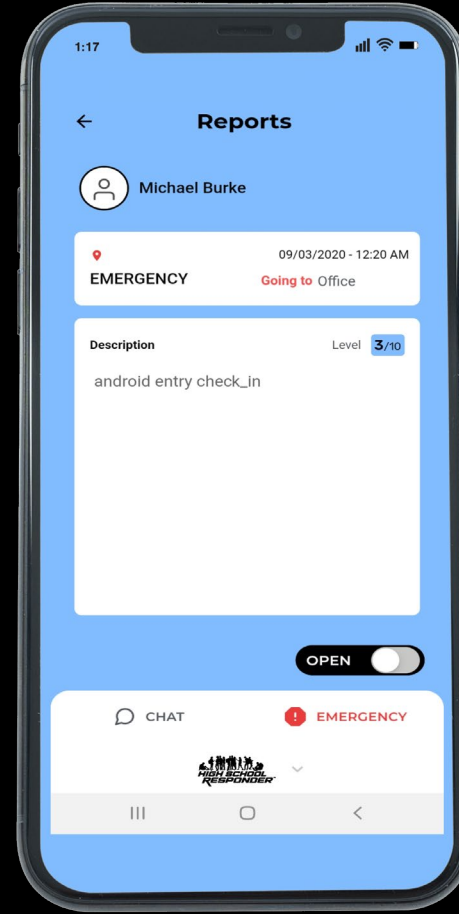 1:17
Reports
Michael Burke
09/03/2020 - 12:20 AM
EMERGENCY Going to Office
Description Level 3/10
android entry check_in
OPEN
CHAT EMERGENCY
HIGH SCHOOL
RESPONDER